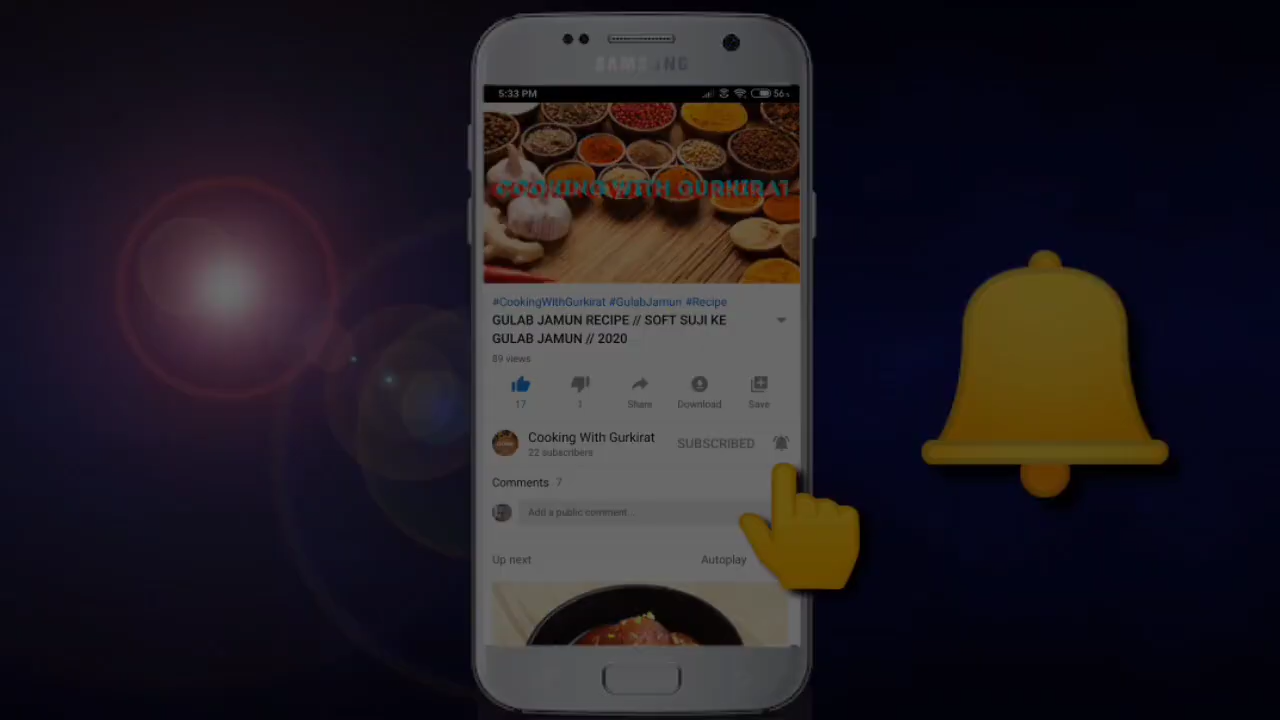 SAMSUNG
5:33 PM
56
COOKING WITH GURKIRAT
#CookingWithGurkirat #GulabJamun #Recipe
GULAB JAMUN RECIPE // SOFT SUJI KE
GULAB JAMUN // 2020
89 views
17
1
Share
Download
Save
Cooking With Gurkirat
22 subscribers
SUBSCRIBED
Comments 7
Add a public comment...
Up next
Autoplay